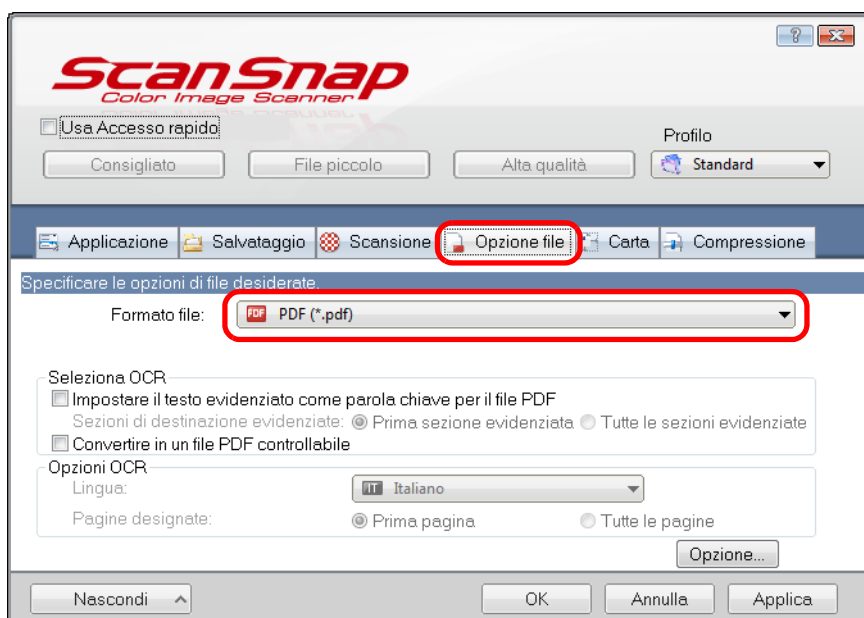 ScanSnap
Color Image Scanner
Usa Accesso rapido
Profilo
Consigliato File piccolo Alta qualità Standard
Applicazione Salvataggio Scansione Opzione file Carta Compressione
Specificare le opzioni di file desiderate.
Formato file: PDF PDF (*.pdf)
Seleziona OCR
Impostare il testo evidenziato come parola chiave per il file PDF
Sezioni di destinazione evidenziate: Prima sezione evidenziata Tutte le sezioni evidenziate
Convertire in un file PDF controllabile
Opzioni OCR
Lingua: IT Italiano
Pagine designate: Prima pagina Tutte le pagine
Opzione...
Nascondi OK Annulla Applica